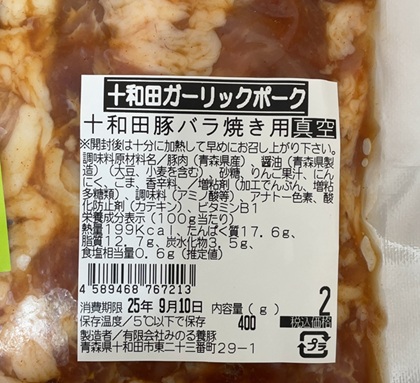 十和田ガーリックポーク
十和田豚バラ焼き用 真空
※開封後は十分に加熱して早めにお召し上がり下さい。
調味料原材料名／豚肉（青森県産）、醤油（青森県製
造）（大豆、小麦を含む）、砂糖、りんご果汁、にん
にく、ごま、香辛料、／増粘剤（加工でんぷん、増粘
多糖類）、調味料（アミノ酸等）、アナトー色素、酸
化防止剤（カテキン）、ビタミンB1
栄養成分表示（100g当たり）
熱量199Kcal、たんぱく質17.6g、
脂質12.7g、炭水化物3.5g、
食塩相当量0.6g（推定値）
4 589468 767213
消費期限 25年 9月10日 内容量（g） 2
保存温度／5℃以下で保存 400 税込価格
製造者／有限会社みのる養豚
青森県十和田市東二十三番町29-1 プラ